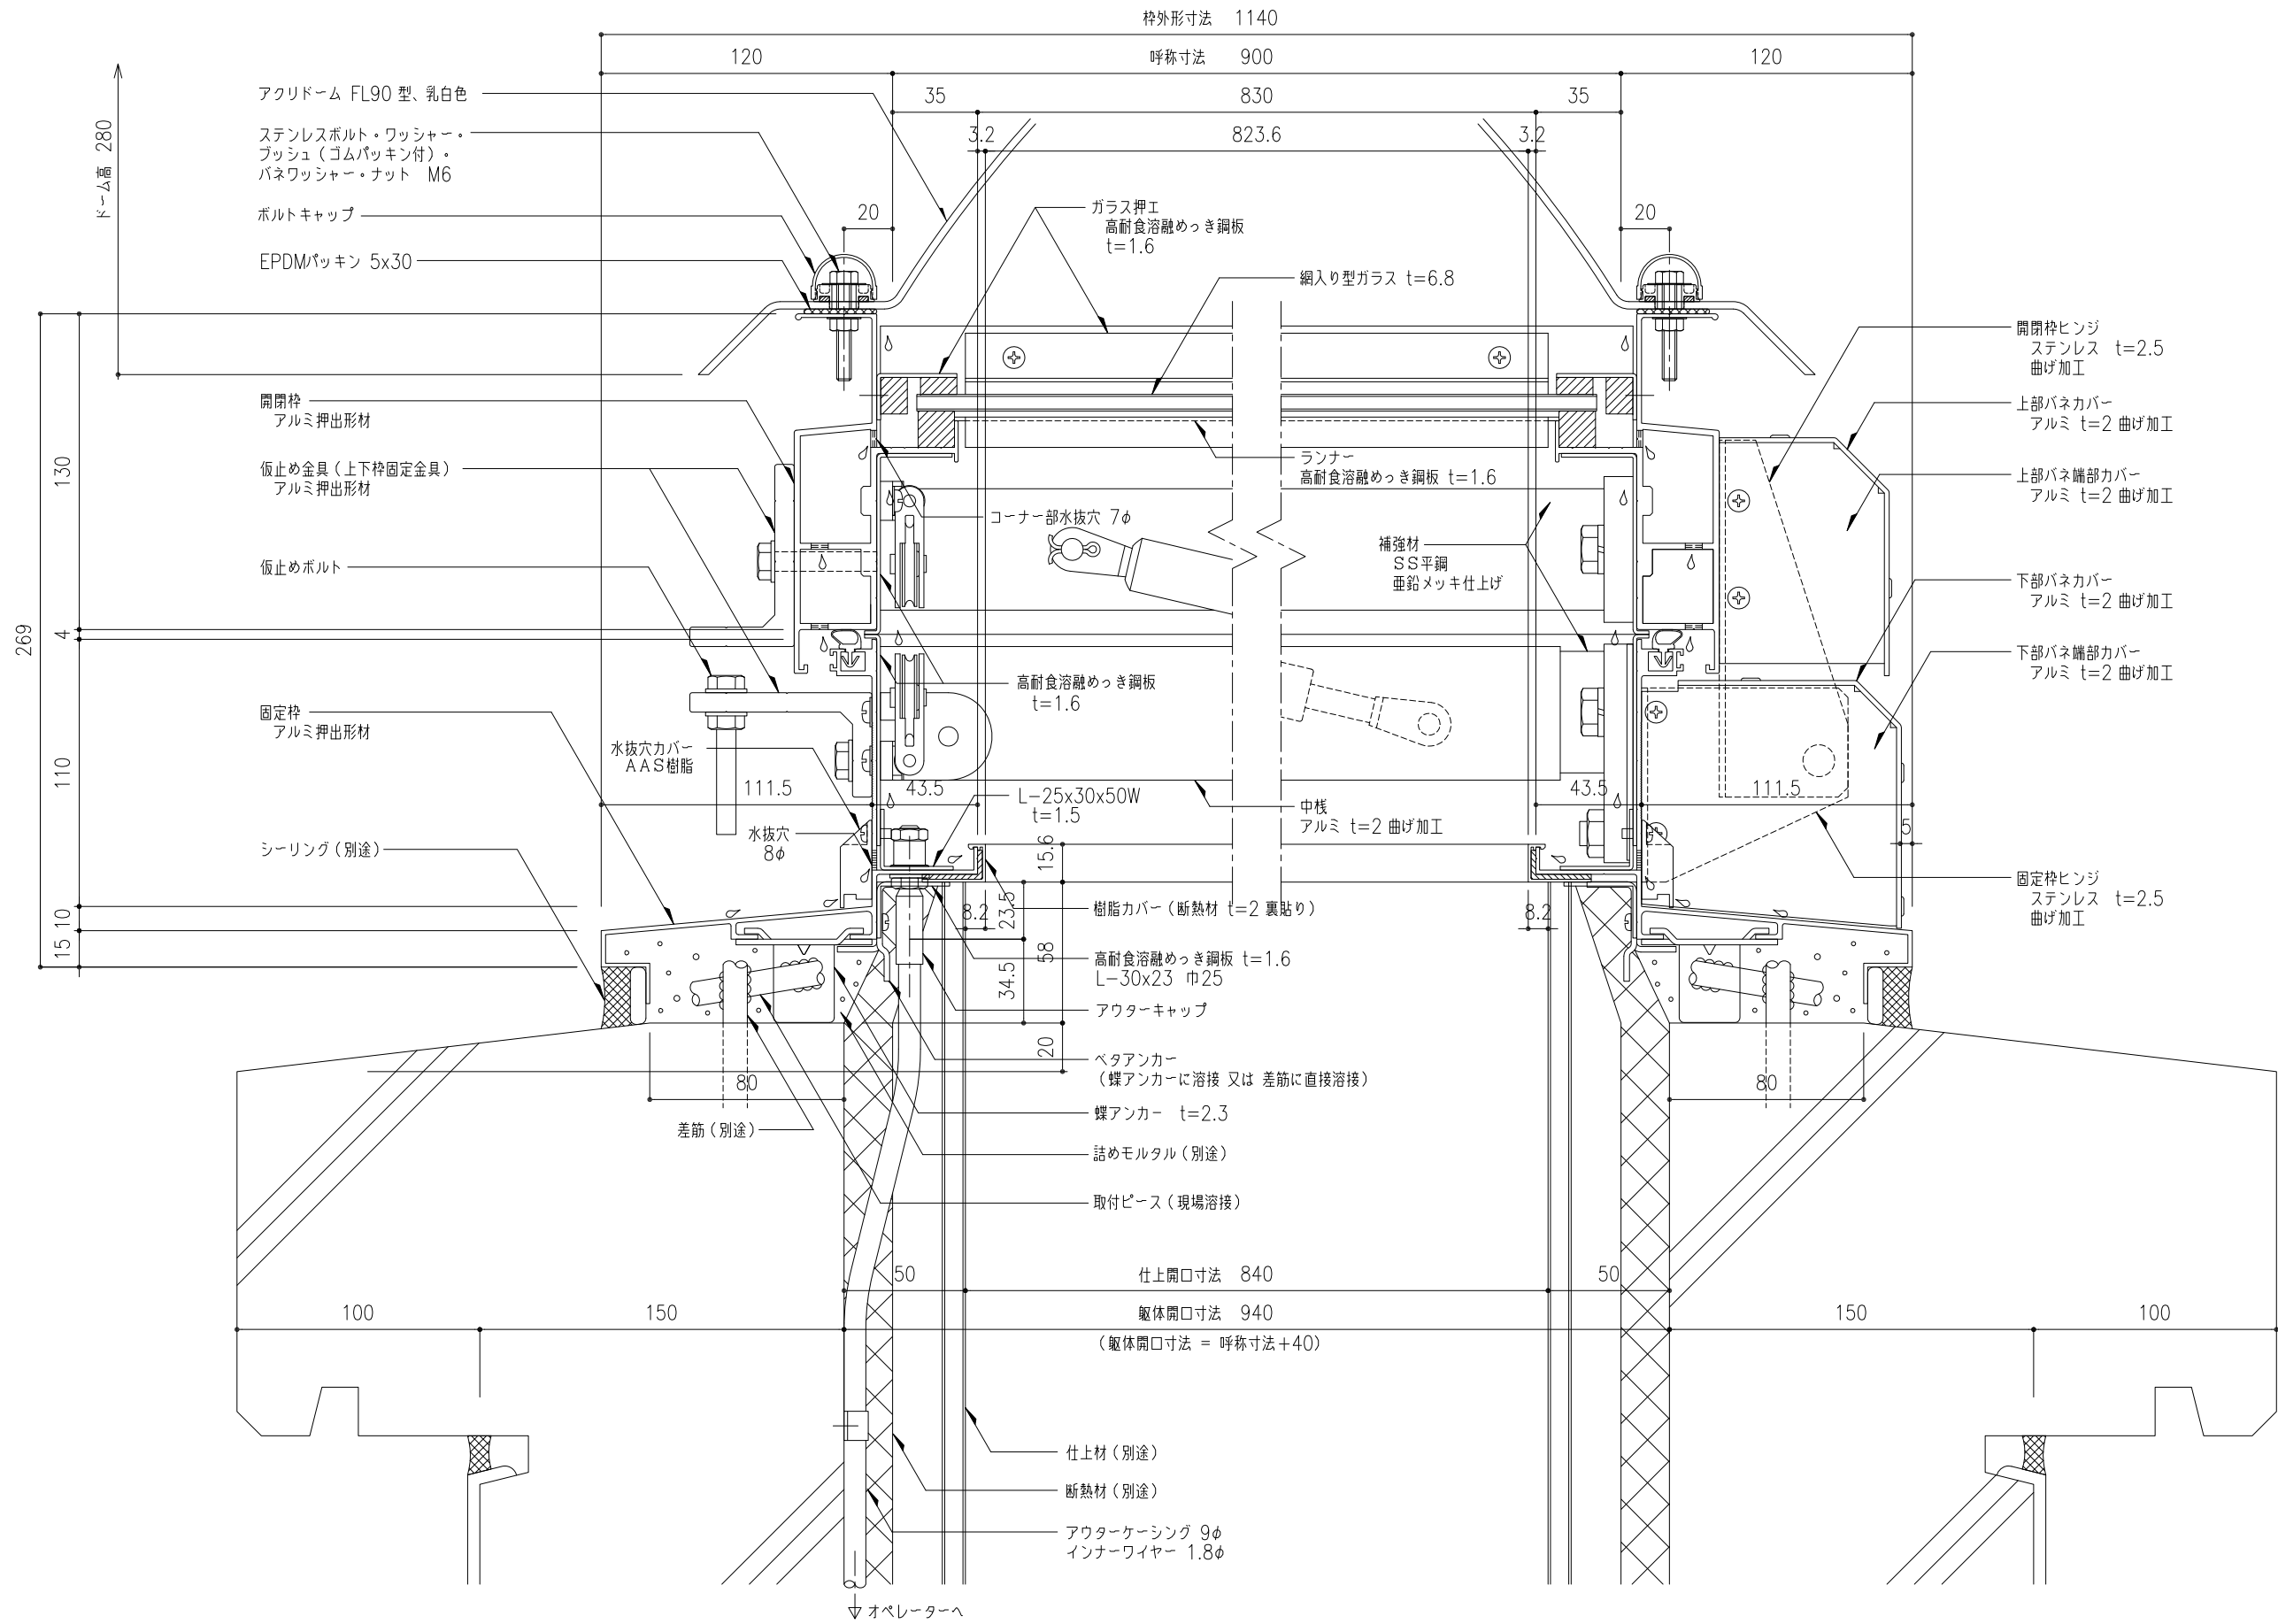 枠外形寸法 1140
120
呼称寸法 900
120
35
830
35
3.2
823.6
3.2
20
20
ドーム高 280
アクリドーム FL90 型、乳白色
ステンレスボルト・ワッシャー・
ブッシュ(ゴムパッキン付)・
バネワッシャー・ナット M6
ボルトキャップ
EPDMパッキン 5x30
開閉枠
アルミ押出形材
仮止め金具(上下枠固定金具)
アルミ押出形材
仮止めボルト
固定枠
アルミ押出形材
水抜穴カバー
AAS樹脂
水抜穴
8φ
シーリング(別途)
差筋(別途)
269
130
4
110
10
15
ガラス押エ
高耐食溶融めっき鋼板
t=1.6
網入り型ガラス t=6.8
ランナー
高耐食溶融めっき鋼板 t=1.6
コーナー部水抜穴 7φ
補強材
SS平鋼
亜鉛メッキ仕上げ
高耐食溶融めっき鋼板
t=1.6
L-25x30x50W
t=1.5
中桟
アルミ t=2 曲げ加工
111.5
43.5
43.5
111.5
5
15.6
23.5
58
34.5
20
8.2
8.2
80
80
樹脂カバー(断熱材 t=2 裏貼り)
高耐食溶融めっき鋼板 t=1.6
L-30x23 巾25
アウターキャップ
ベタアンカー
(蝶アンカーに溶接 又は 差筋に直接溶接)
蝶アンカー t=2.3
詰めモルタル(別途)
取付ピース(現場溶接)
開閉枠ヒンジ
ステンレス t=2.5
曲げ加工
上部バネカバー
アルミ t=2 曲げ加工
上部バネ端部カバー
アルミ t=2 曲げ加工
下部バネカバー
アルミ t=2 曲げ加工
下部バネ端部カバー
アルミ t=2 曲げ加工
固定枠ヒンジ
ステンレス t=2.5
曲げ加工
50
仕上開口寸法 840
50
100
150
躯体開口寸法 940
150
100
(躯体開口寸法 = 呼称寸法+40)
仕上材(別途)
断熱材(別途)
アウターケーシング 9φ
インナーワイヤー 1.8φ
オペレーターへ